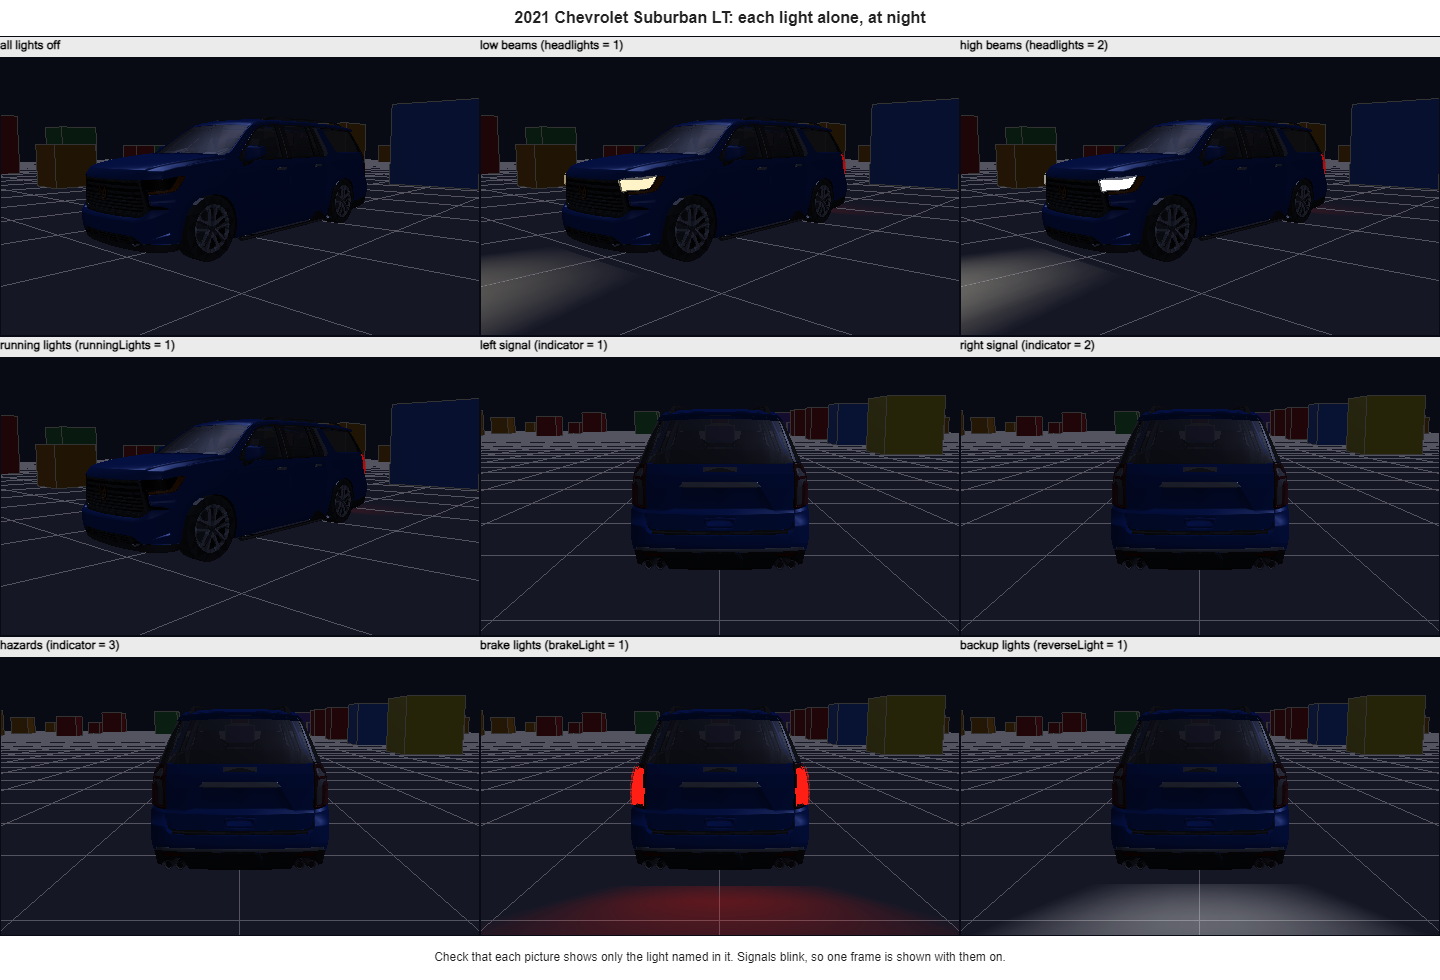 2021 Chevrolet Suburban LT: each light alone, at night
all lights off
low beams (headlights = 1)
high beams (headlights = 2)
running lights (runningLights = 1)
left signal (indicator = 1)
right signal (indicator = 2)
hazards (indicator = 3)
brake lights (brakeLight = 1)
backup lights (reverseLight = 1)
Check that each picture shows only the light named in it. Signals blink, so one frame is shown with them on.